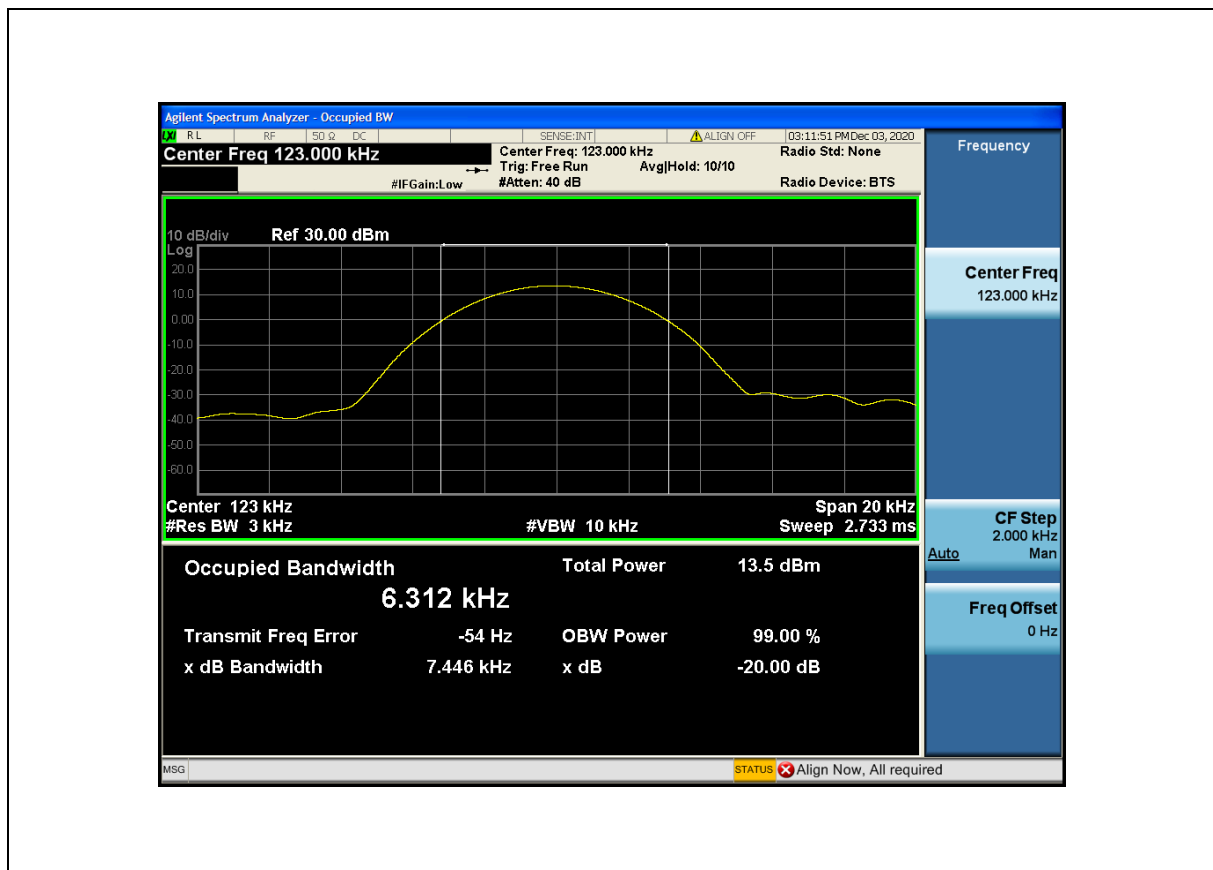 Agilent Spectrum Analyzer - Occupied BW
LXI RL RF 50 Ω DC SENSE:INT ALIGN OFF 03:11:51 PM Dec 03, 2020
Center Freq 123.000 kHz
Center Freq: 123.000 kHz Radio Std: None
Trig: Free Run Avg|Hold: 10/10
#IFGain:Low #Atten: 40 dB Radio Device: BTS
10 dB/div Ref 30.00 dBm
Log
20.0
10.0
0.00
-10.0
-20.0
-30.0
-40.0
-50.0
-60.0
Center 123 kHz Span 20 kHz
#Res BW 3 kHz #VBW 10 kHz Sweep 2.733 ms
Occupied Bandwidth Total Power 13.5 dBm
6.312 kHz
Transmit Freq Error -54 Hz OBW Power 99.00 %
x dB Bandwidth 7.446 kHz x dB -20.00 dB
Frequency
Center Freq
123.000 kHz
CF Step
2.000 kHz
Auto Man
Freq Offset
0 Hz
MSG STATUS Align Now, All required